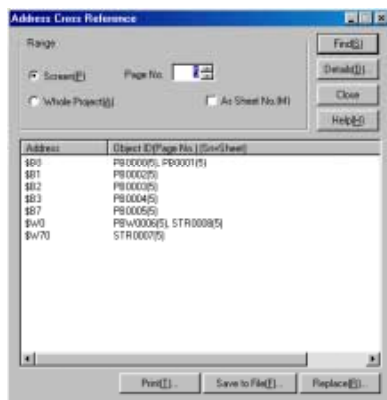 Address Cross Reference
Range
Screen(E)
Page No.
Whole Project(A)
As Sheet No.(M)
Find(S)
Details(D)...
Close
Help(H)
Address Object ID(Page No.) (Sn=Sheet)
$B0 PB0000(5), PB0001(5)
$B1 PB0002(5)
$B2 PB0003(5)
$B3 PB0004(5)
$B7 PB0005(5)
$W0 PBW0006(5), STR0008(5)
$W70 STR0007(5)
Print(T)...
Save to File(F)...
Replace(R)...